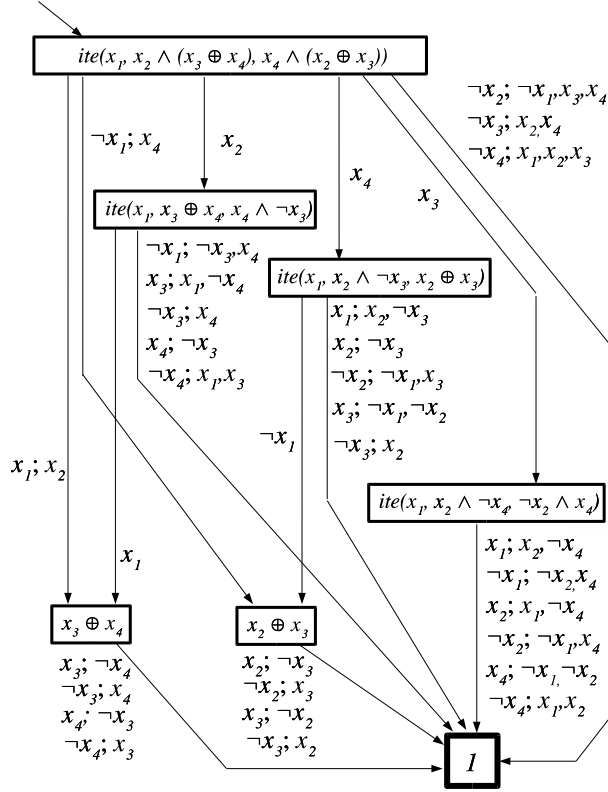 ite(x₁, x₂ ∧ (x₃ ⊕ x₄), x₄ ∧ (x₂ ⊕ x₃))
¬x₂; ¬x₁,x₃,x₄
¬x₃; x₂,x₄
¬x₄; x₁,x₂,x₃
¬x₁; x₄
x₂
x₄
x₃
ite(x₁, x₃ ⊕ x₄, x₄ ∧ ¬x₃)
¬x₁; ¬x₃,x₄
x₃; x₁,¬x₄
¬x₃; x₄
x₄; ¬x₃
¬x₄; x₁,x₃
ite(x₁, x₂ ∧ ¬x₃, x₂ ⊕ x₃)
x₁; x₂,¬x₃
x₂; ¬x₃
¬x₂; ¬x₁,x₃
x₃; ¬x₁,¬x₂
¬x₃; x₂
¬x₁
x₁; x₂
x₁
ite(x₁, x₂ ∧ ¬x₄, ¬x₂ ∧ x₄)
x₁; x₂,¬x₄
¬x₁; ¬x₂,x₄
x₂; x₁,¬x₄
¬x₂; ¬x₁,x₄
x₄; ¬x₁,¬x₂
¬x₄; x₁,x₂
x₃ ⊕ x₄
x₃; ¬x₄
¬x₃; x₄
x₄; ¬x₃
¬x₄; x₃
x₂ ⊕ x₃
x₂; ¬x₃
¬x₂; x₃
x₃; ¬x₂
¬x₃; x₂
1